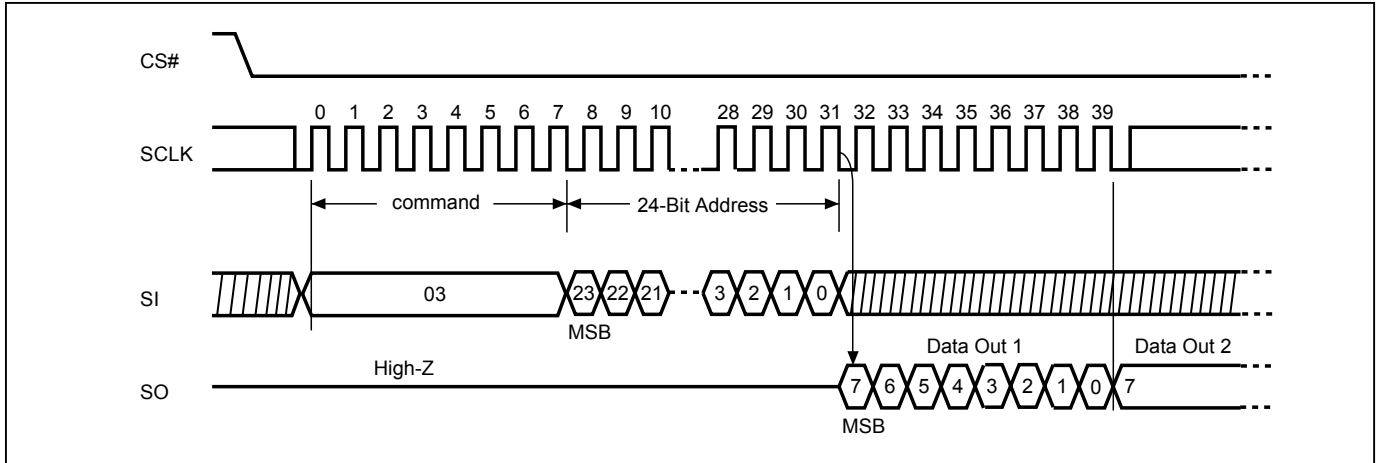 CS#
0 1 2 3 4 5 6 7 8 9 10 28 29 30 31 32 33 34 35 36 37 38 39
SCLK
command 24-Bit Address
SI 03 23 22 21 3 2 1 0
MSB
Data Out 1 Data Out 2
High-Z
SO 7 6 5 4 3 2 1 0 7
MSB